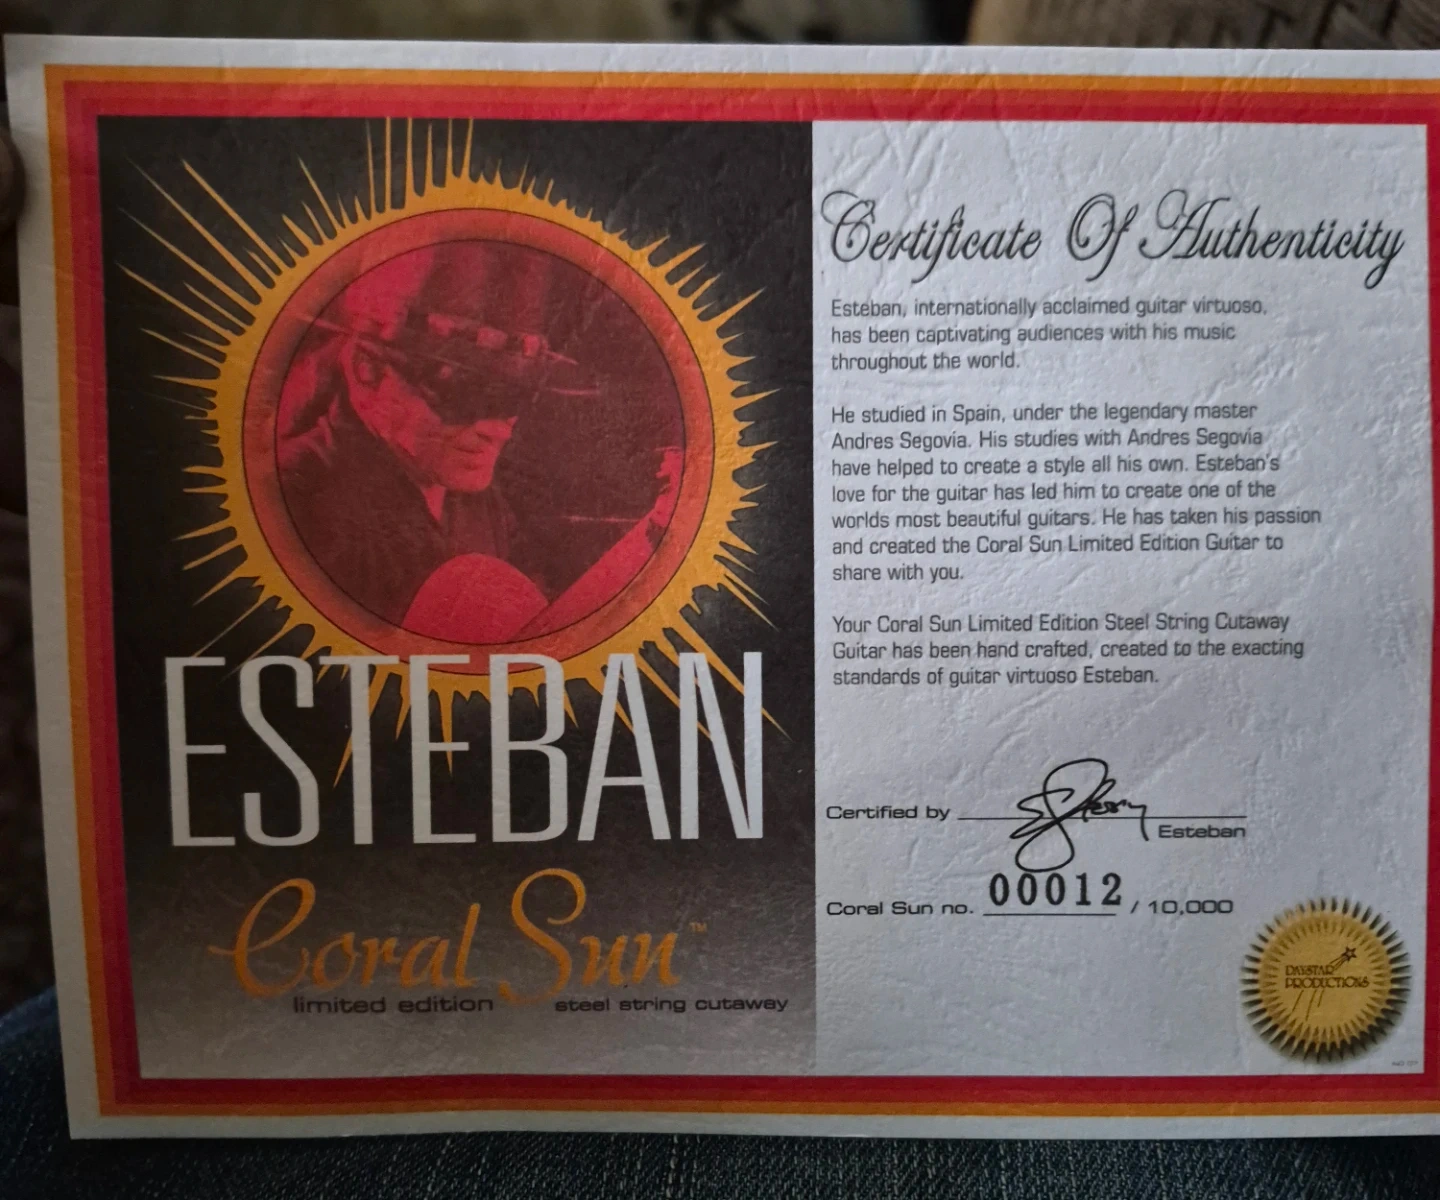 Certificate Of Authenticity
Esteban, internationally acclaimed guitar virtuoso,
has been captivating audiences with his music
throughout the world.
He studied in Spain, under the legendary master
Andres Segovia. His studies with Andres Segovia
have helped to create a style all his own. Esteban's
love for the guitar has led him to create one of the
worlds most beautiful guitars. He has taken his passion
and created the Coral Sun Limited Edition Guitar to
share with you.
Your Coral Sun Limited Edition Steel String Cutaway
Guitar has been hand crafted, created to the exacting
standards of guitar virtuoso Esteban.
Certified by
Esteban
Coral Sun no. 00012 / 10,000
DAYSTAR
PRODUCTIONS
ESTEBAN
Coral Sun™
limited edition steel string cutaway